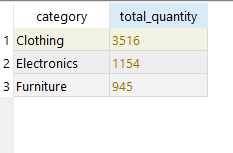 category total_quantity
1 Clothing 3516
2 Electronics 1154
3 Furniture 945